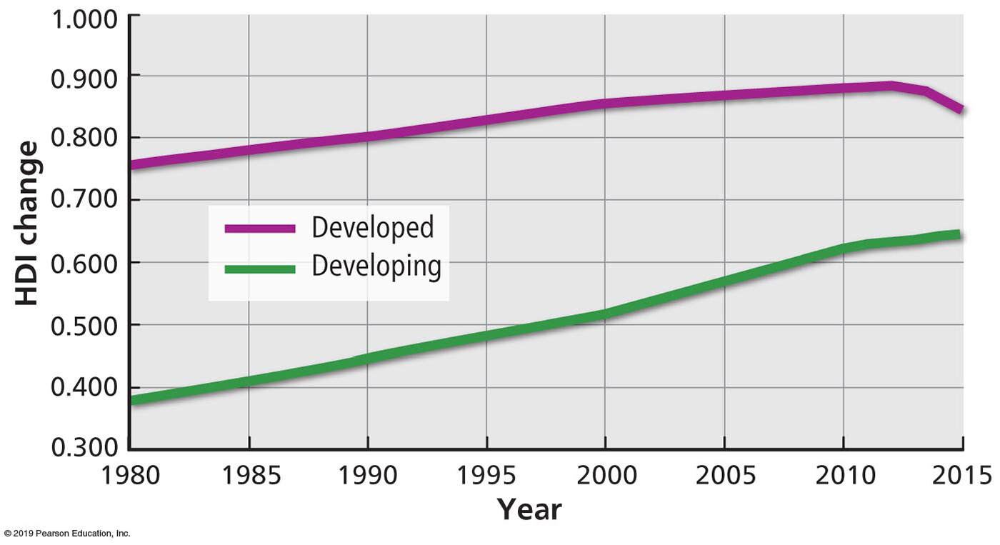 1.000
0.900
0.800
0.700
0.600
0.500
0.400
0.300
HDI change
Developed
Developing
1980 1985 1990 1995 2000 2005 2010 2015
Year
© 2019 Pearson Education, Inc.